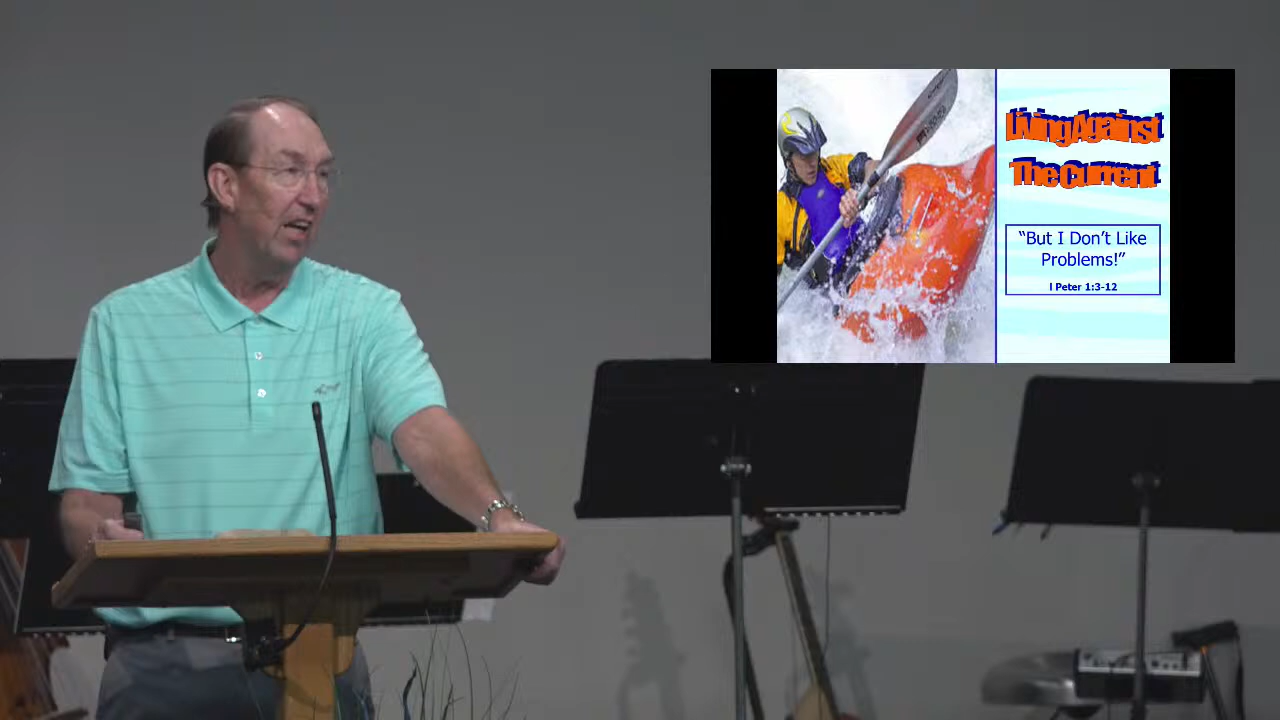 Living Against
The Current
“But I Don’t Like
Problems!”
I Peter 1:3-12